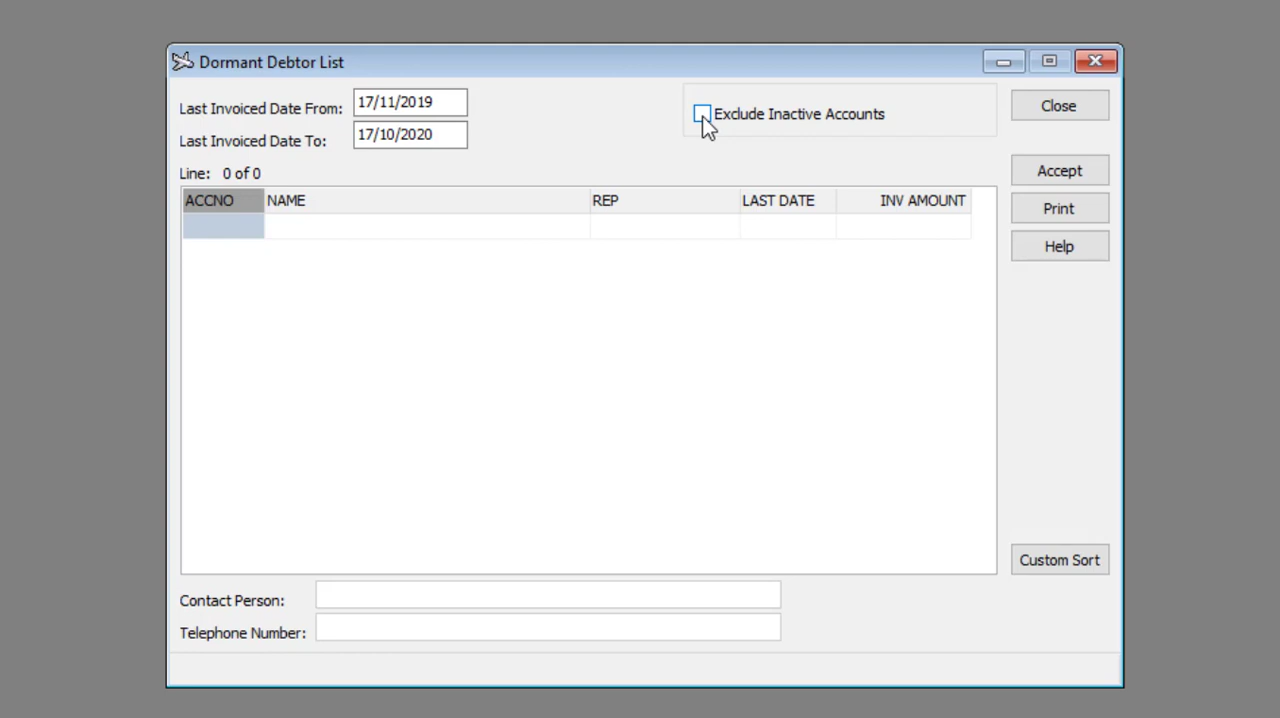 Dormant Debtor List
Last Invoiced Date From: 17/11/2019
Exclude Inactive Accounts
Close
Last Invoiced Date To: 17/10/2020
Line: 0 of 0
Accept
ACCNO NAME REP LAST DATE INV AMOUNT
Print
Help
Custom Sort
Contact Person:
Telephone Number: